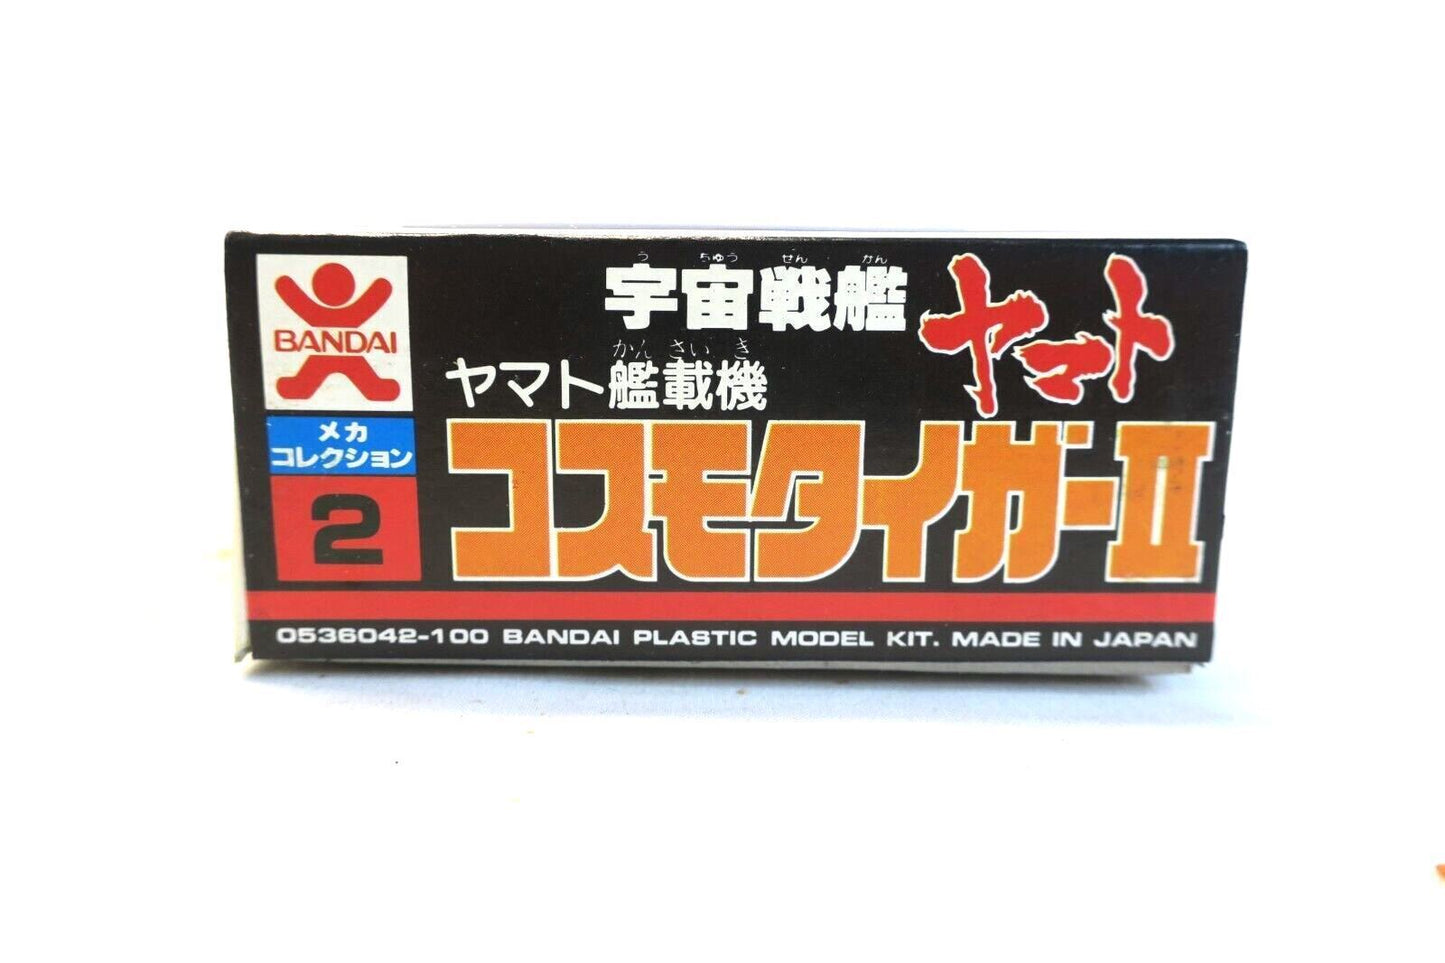 BANDAI
メカ
コレクション
2
う ちゅう せん かん
宇宙戦艦 ヤマト
かん さい き
ヤマト艦載機
コスモタイガーII
0536042-100 BANDAI PLASTIC MODEL KIT. MADE IN JAPAN